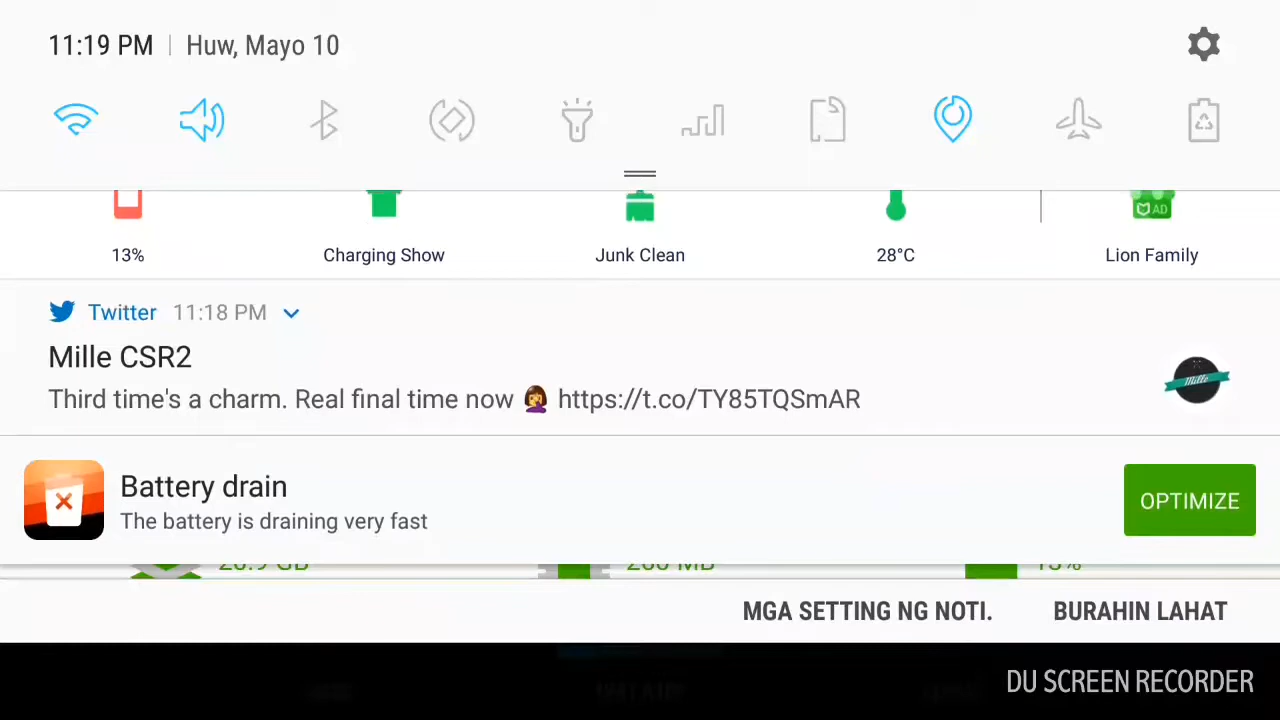 11:19 PM | Huw, Mayo 10
AD
13% Charging Show Junk Clean 28°C Lion Family
Twitter 11:18 PM
Mille CSR2
Third time's a charm. Real final time now 🤦‍♀️ https://t.co/TY85TQSmAR
Mille
Battery drain
The battery is draining very fast
OPTIMIZE
MGA SETTING NG NOTI. BURAHIN LAHAT
DU SCREEN RECORDER